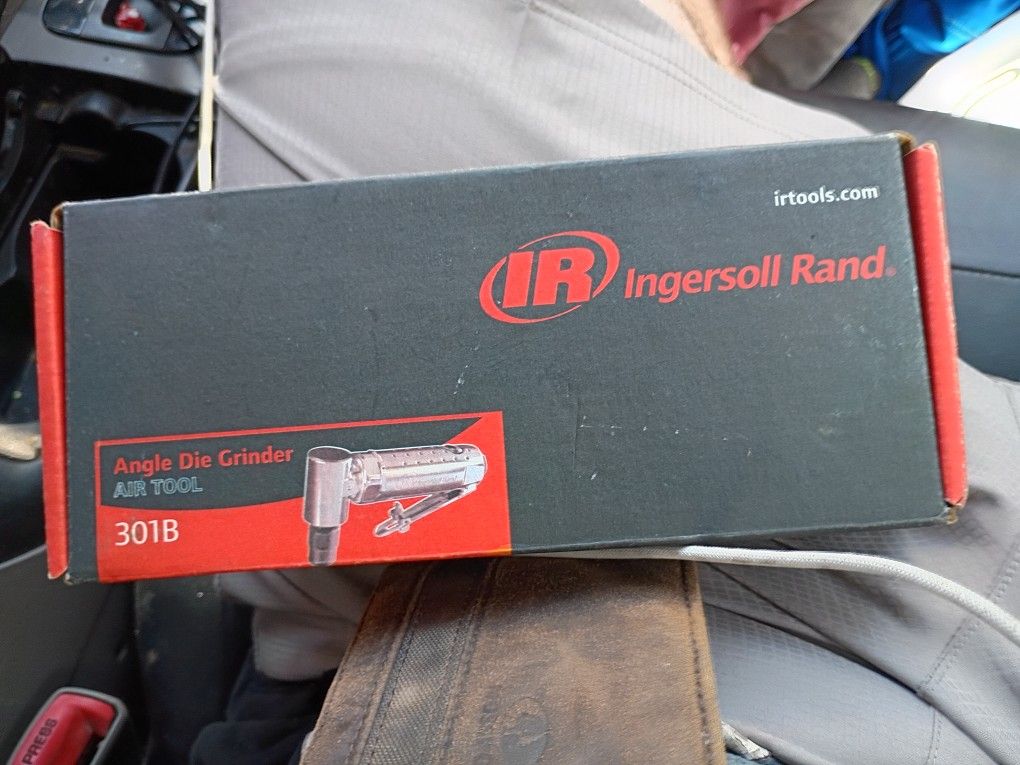 irtools.com
IR Ingersoll Rand®
Angle Die Grinder
AIR TOOL
301B
PRESS